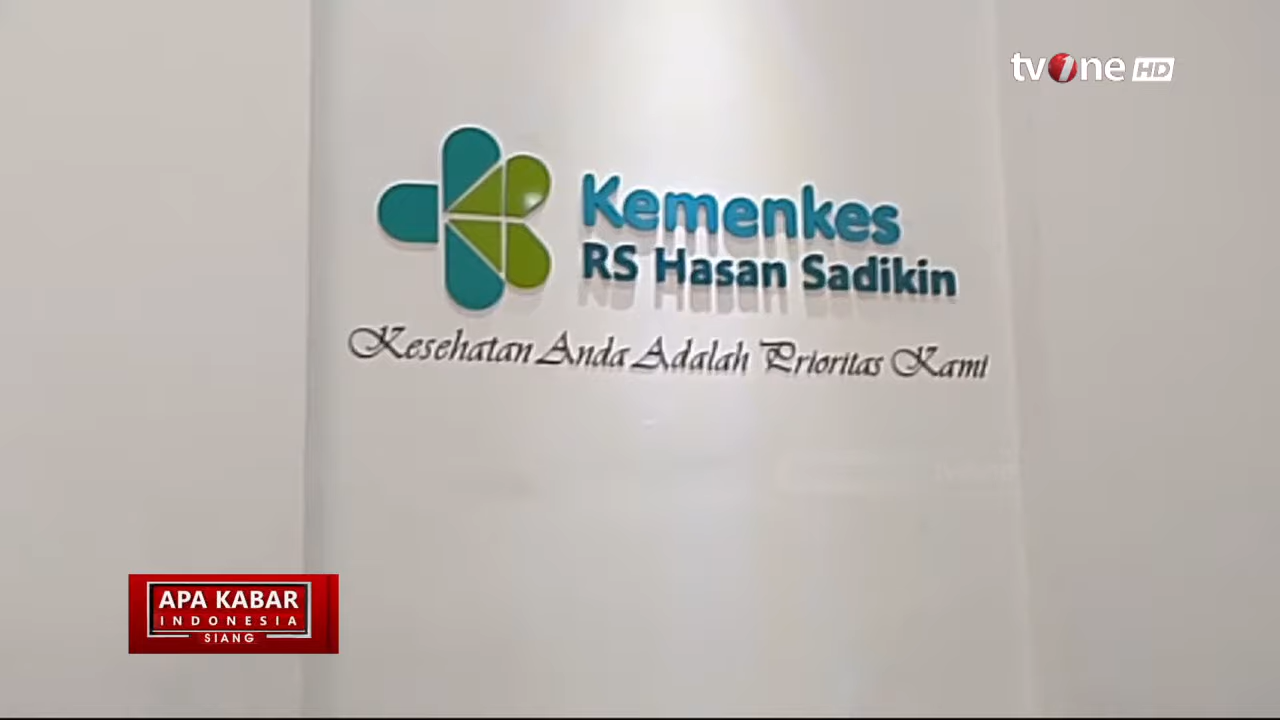 tvOne HD
Kemenkes
RS Hasan Sadikin
Kesehatan Anda Adalah Prioritas Kami
APA KABAR
INDONESIA
SIANG